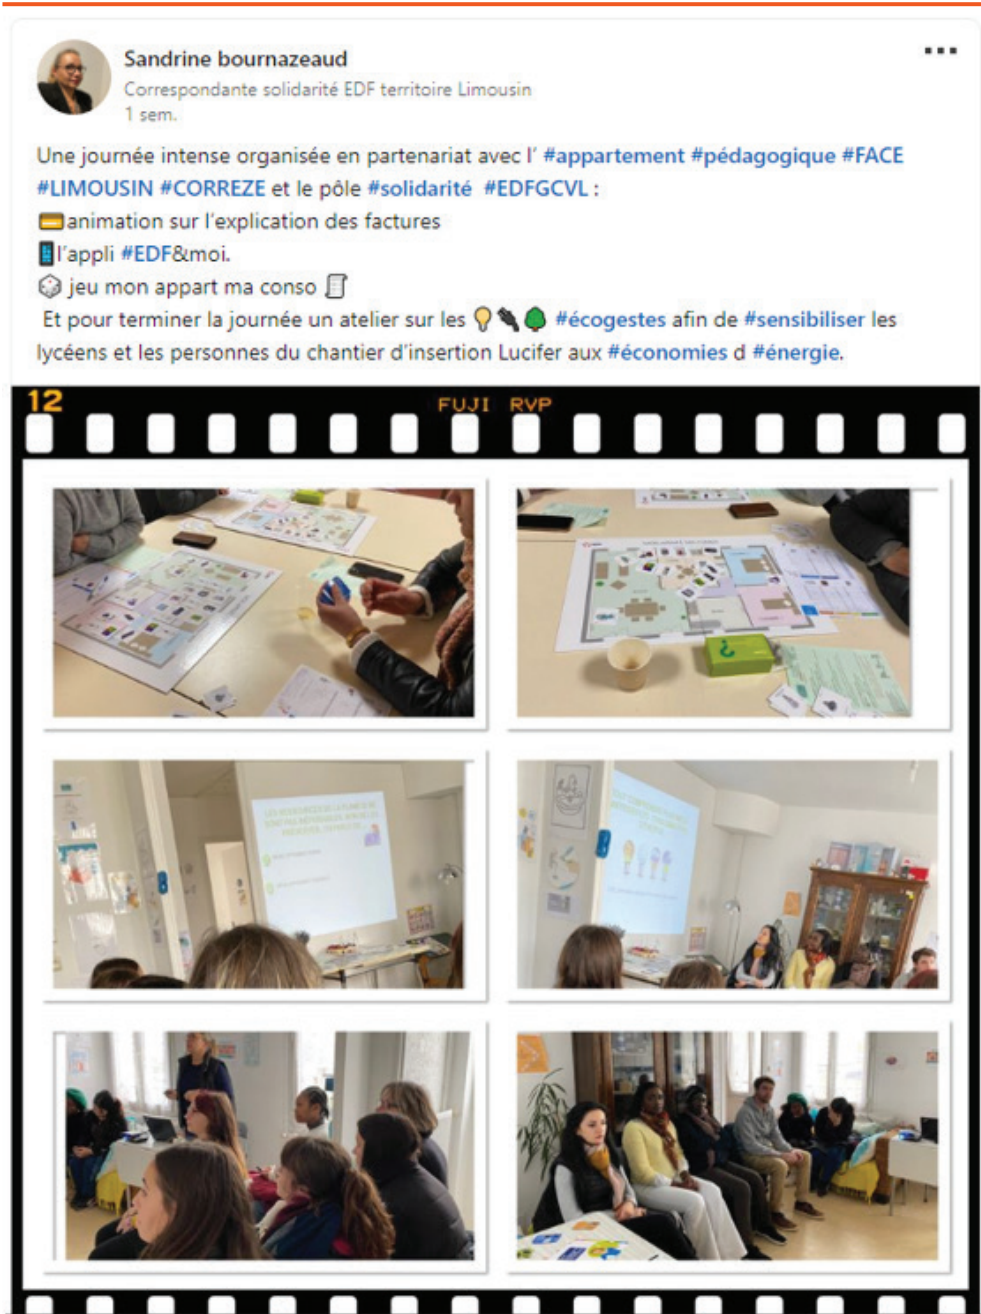 Sandrine bournazeaud
Correspondante solidarité EDF territoire Limousin
1 sem.
Une journée intense organisée en partenariat avec l' #appartement #pédagogique #FACE
#LIMOUSIN #CORREZE et le pôle #solidarité #EDFGCVL :
animation sur l'explication des factures
l'appli #EDF&moi.
jeu mon appart ma conso
Et pour terminer la journée un atelier sur les #écogestes afin de #sensibiliser les
lycéens et les personnes du chantier d'insertion Lucifer aux #économies d #énergie.
12
FUJI RVP